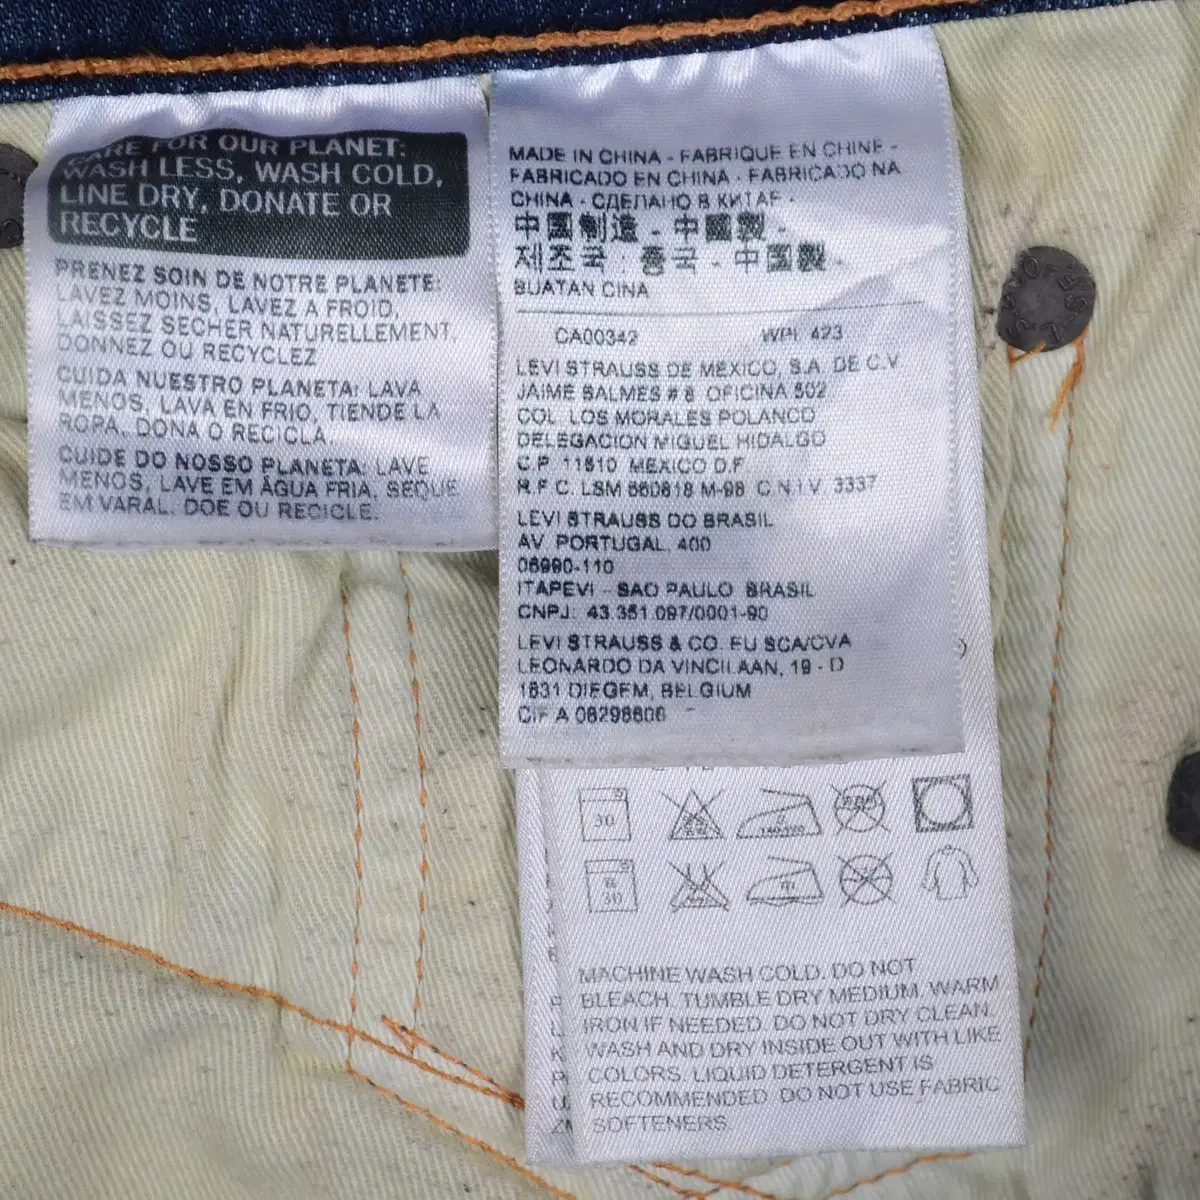 CARE FOR OUR PLANET:
WASH LESS, WASH COLD,
LINE DRY, DONATE OR
RECYCLE
PRENEZ SOIN DE NOTRE PLANETE:
LAVEZ MOINS, LAVEZ A FROID,
LAISSEZ SECHER NATURELLEMENT,
DONNEZ OU RECYCLEZ
CUIDA NUESTRO PLANETA: LAVA
MENOS, LAVA EN FRIO, TIENDE LA
ROPA, DONA O RECICLA.
CUIDE DO NOSSO PLANETA: LAVE
MENOS, LAVE EM ÁGUA FRIA, SEQUE
EM VARAL. DOE OU RECICLE.
MADE IN CHINA - FABRIQUE EN CHINE -
FABRICADO EN CHINA - FABRICADO NA
CHINA - СДЕЛАНО В КИТАЕ -
中国制造 - 中國製 -
제조국 : 중국 - 中国製 -
BUATAN CINA
CA00342 WPL 423
LEVI STRAUSS DE MEXICO, S.A. DE C.V
JAIME BALMES # 8 OFICINA 502
COL. LOS MORALES POLANCO
DELEGACION MIGUEL HIDALGO
C.P. 11510 MEXICO D.F.
R.F.C. LSM 660818 M-98 C.N.I.V. 3337
LEVI STRAUSS DO BRASIL
AV. PORTUGAL, 400
06690-110
ITAPEVI - SAO PAULO BRASIL
CNPJ: 43.351.097/0001-90
LEVI STRAUSS & CO. EU SCA/CVA
LEONARDO DA VINCILAAN, 19 - D
1831 DIEGEM, BELGIUM
CIF A 08298806
30
30
中
MACHINE WASH COLD. DO NOT
BLEACH. TUMBLE DRY MEDIUM. WARM
IRON IF NEEDED. DO NOT DRY CLEAN.
WASH AND DRY INSIDE OUT WITH LIKE
COLORS. LIQUID DETERGENT IS
RECOMMENDED. DO NOT USE FABRIC
SOFTENERS.